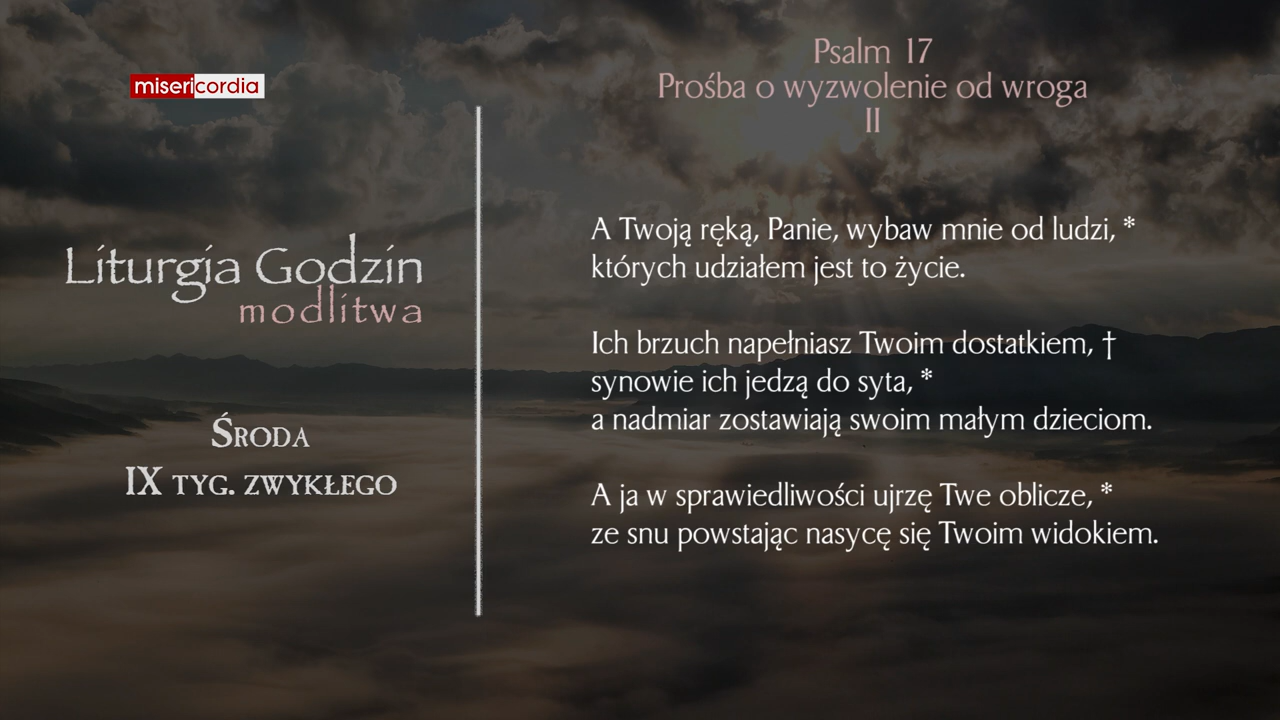 misericordia
Liturgia Godzin
modlitwa
Środa
IX tyg. zwykłego
Psalm 17
Prośba o wyzwolenie od wroga
II
A Twoją ręką, Panie, wybaw mnie od ludzi, *
których udziałem jest to życie.
Ich brzuch napełniasz Twoim dostatkiem, †
synowie ich jedzą do syta, *
a nadmiar zostawiają swoim małym dzieciom.
A ja w sprawiedliwości ujrzę Twe oblicze, *
ze snu powstając nasycę się Twoim widokiem.